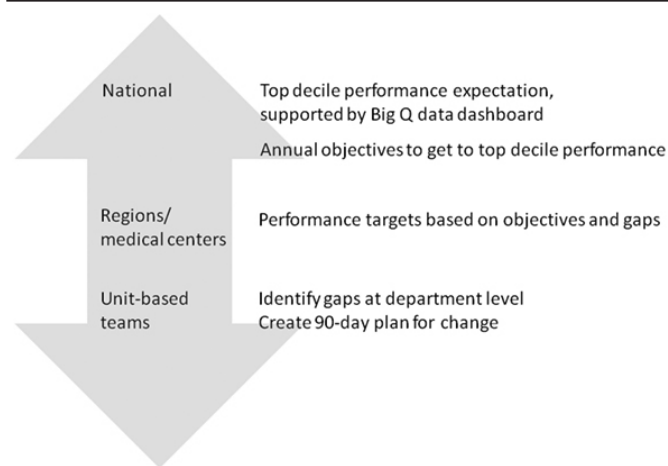 National
Top decile performance expectation,
supported by Big Q data dashboard
Annual objectives to get to top decile performance
Regions/
medical centers
Performance targets based on objectives and gaps
Unit-based
teams
Identify gaps at department level
Create 90-day plan for change